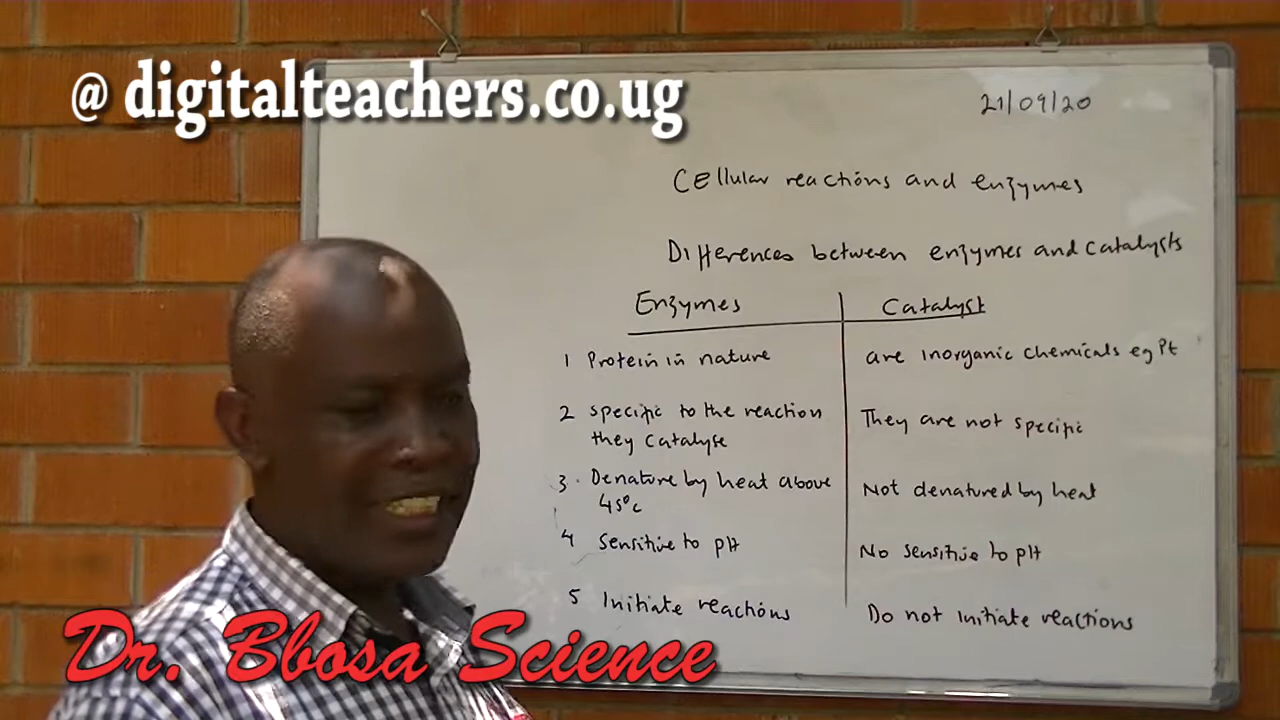 @ digitalteachers.co.ug
21/09/20
Cellular reactions and enzymes
Differences between enzymes and catalysts
Enzymes Catalyst
1 Protein in nature are inorganic chemicals eg Pt
2 specific to the reaction They are not specific
they catalyse
3. Denature by heat above Not denatured by heat
45°c
4 Sensitive to pH No sensitive to pH
5 Initiate reactions Do not initiate reactions
Dr. Bbosa Science